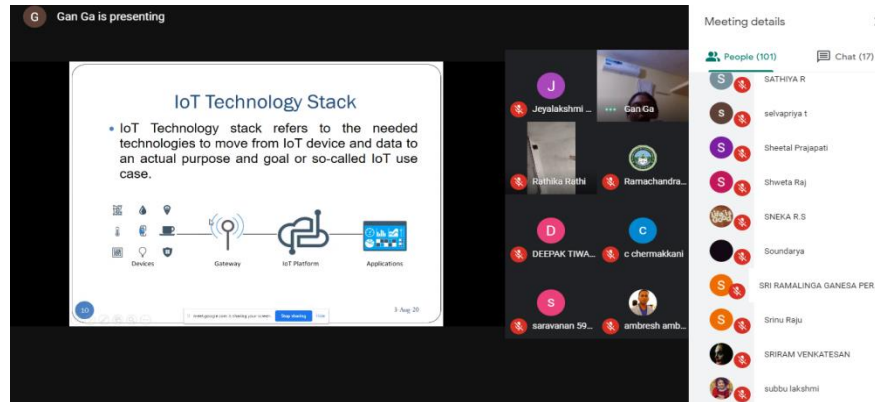 G
Gan Ga is presenting
IoT Technology Stack
• IoT Technology stack refers to the needed
technologies to move from IoT device and data to
an actual purpose and goal or so-called IoT use
case.
Devices
Gateway
IoT Platform
Applications
10
Stop sharing
Hide
3-Aug-20
J
Jeyalakshmi ...
Gan Ga
Rathika Rathi
Ramachandra...
D
DEEPAK TIWA...
c
c chermakkani
s
saravanan 59...
ambresh amb...
Meeting details
People (101)
Chat (17)
S
SATHIYA R
s
selvapriya t
S
Sheetal Prajapati
S
Shweta Raj
SNEKA R.S
Soundarya
S
SRI RAMALINGA GANESA PER
S
Srinu Raju
SRIRAM VENKATESAN
subbu lakshmi